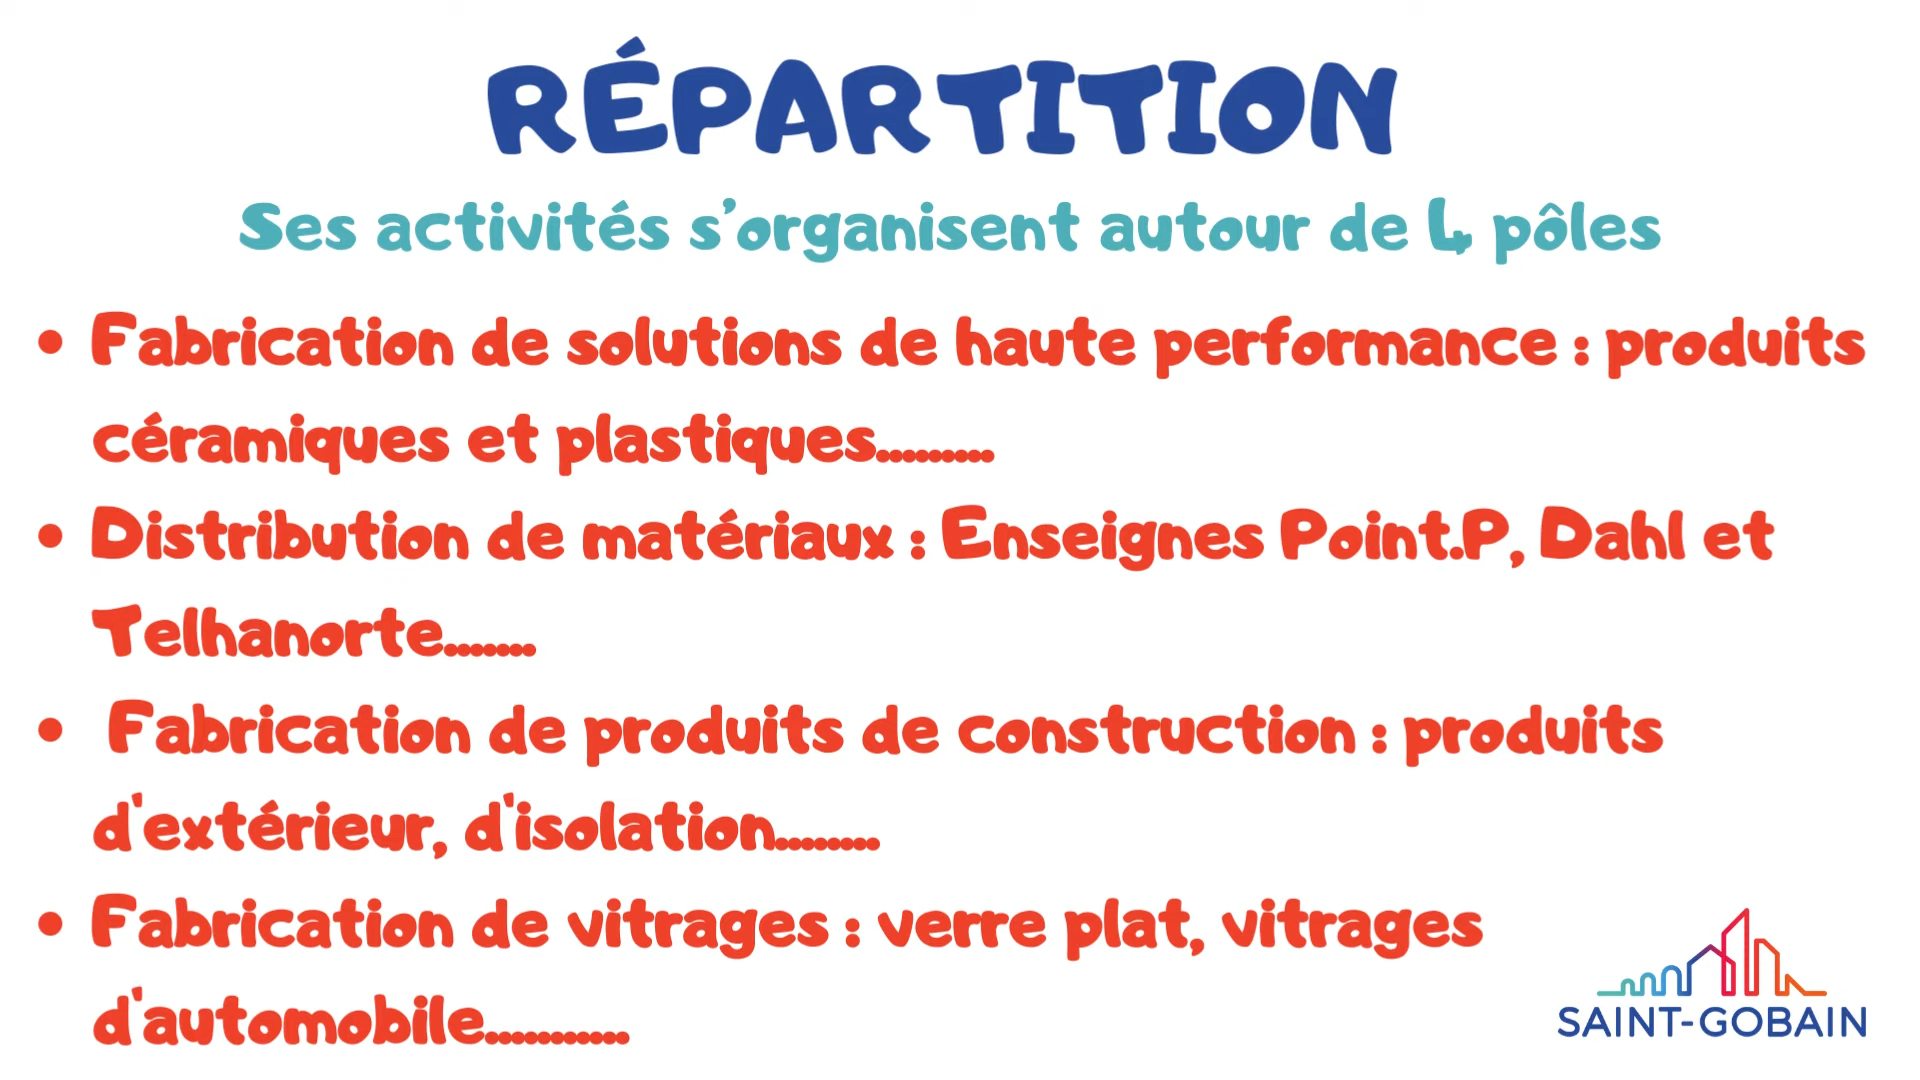 RÉPARTITION
Ses activités s'organisent autour de 4 pôles
• Fabrication de solutions de haute performance : produits
céramiques et plastiques.........
• Distribution de matériaux : Enseignes Point.P, Dahl et
Telhanorte.......
• Fabrication de produits de construction : produits
d'extérieur, d'isolation........
• Fabrication de vitrages : verre plat, vitrages
d'automobile...........
SAINT-GOBAIN